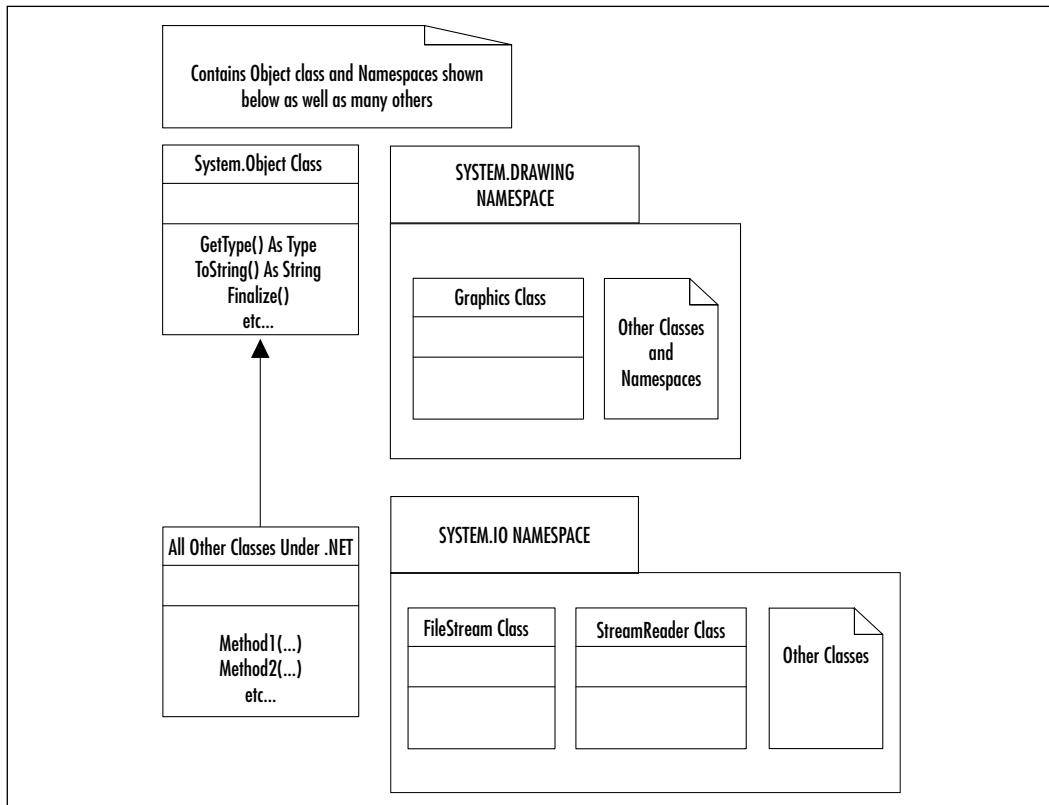 Contains Object class and Namespaces shown
below as well as many others
System.Object Class
GetType() As Type
ToString() As String
Finalize()
etc...
SYSTEM.DRAWING
NAMESPACE
Graphics Class
Other Classes
and
Namespaces
All Other Classes Under .NET
Method1(...)
Method2(...)
etc...
SYSTEM.IO NAMESPACE
FileStream Class
StreamReader Class
Other Classes